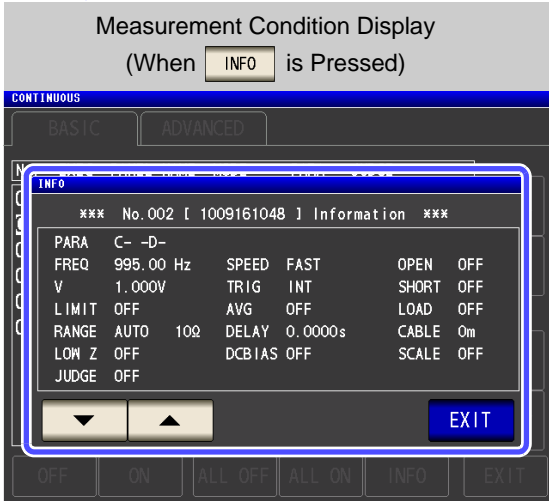 Measurement Condition Display
(When INFO is Pressed)
CONTINUOUS
BASIC ADVANCED
INFO
*** No.002 [ 1009161048 ] Information ***
PARA C- -D-
FREQ 995.00 Hz SPEED FAST OPEN OFF
V 1.000V TRIG INT SHORT OFF
LIMIT OFF AVG OFF LOAD OFF
RANGE AUTO 10Ω DELAY 0.0000s CABLE 0m
LOW Z OFF DCBIAS OFF SCALE OFF
JUDGE OFF
EXIT
OFF ON ALL OFF ALL ON INFO EXIT